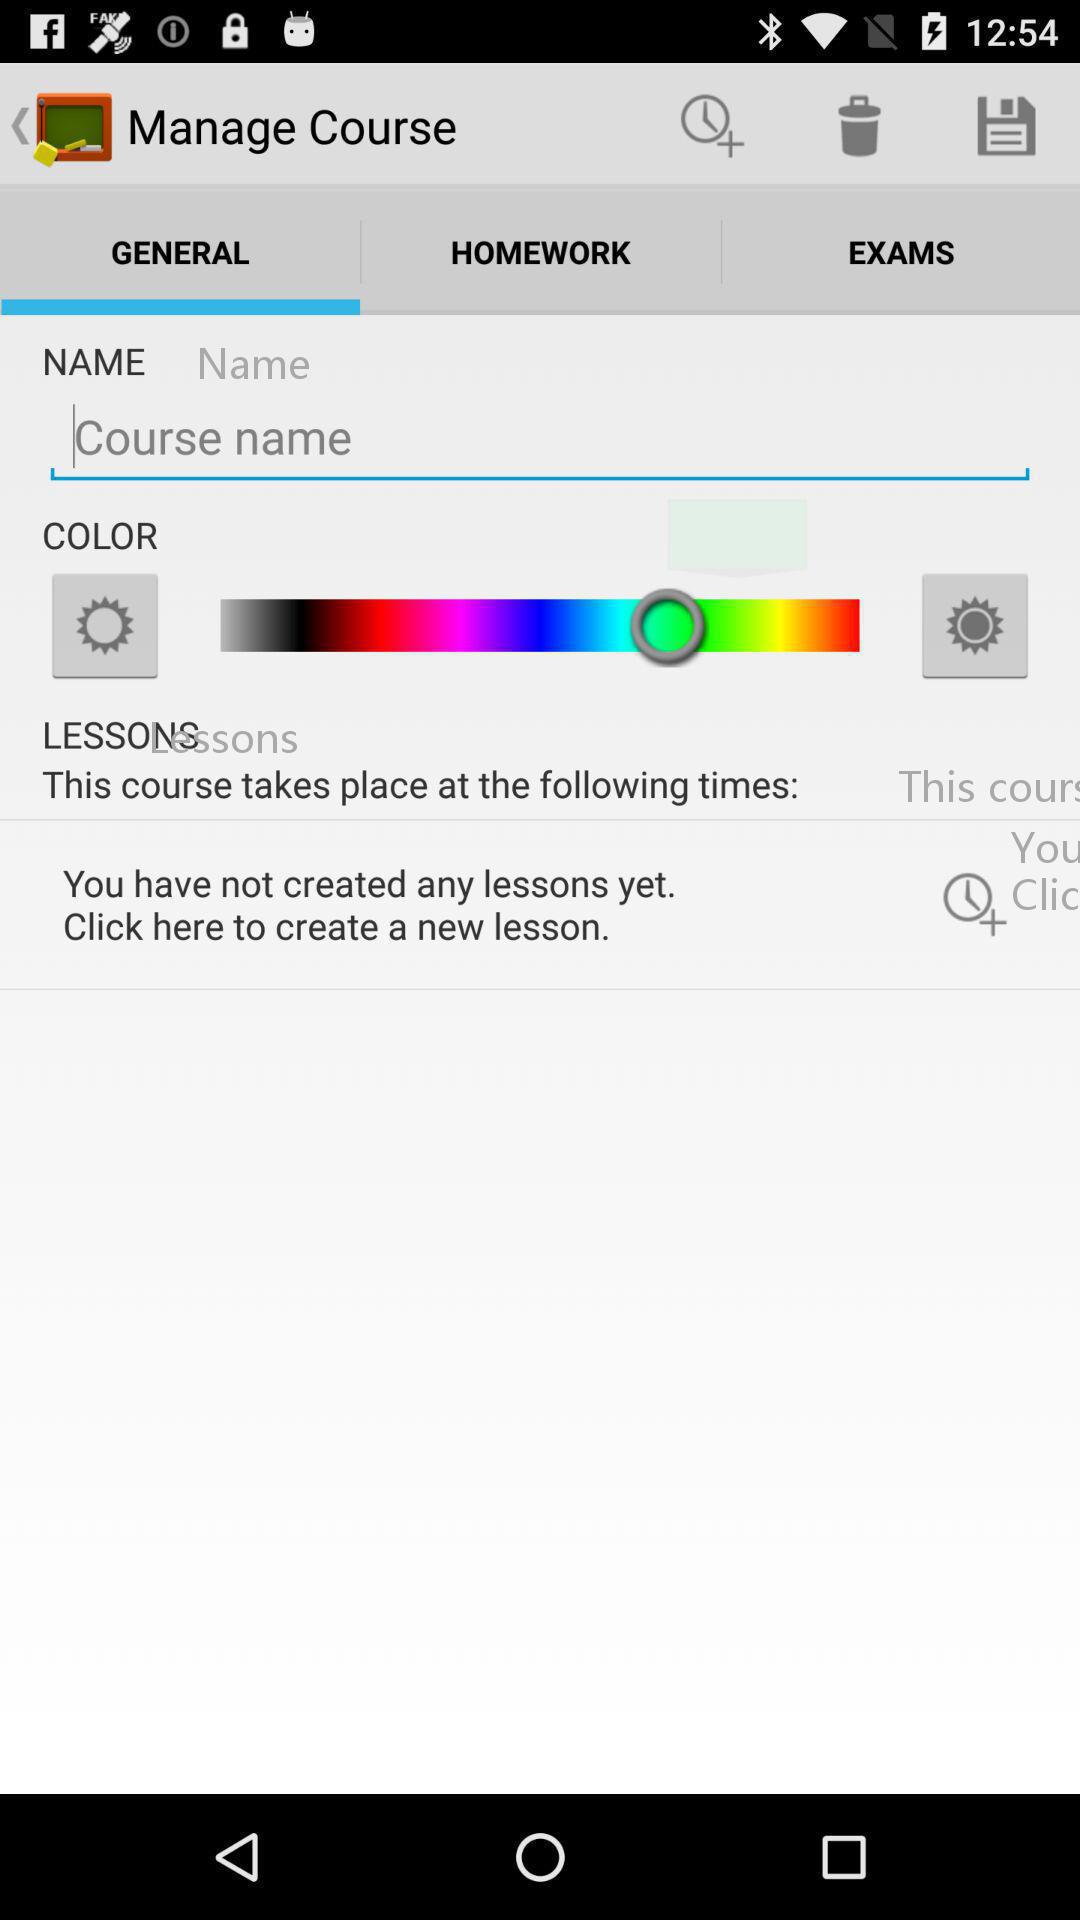 FAK
12:54
Manage Course
GENERAL HOMEWORK EXAMS
NAME Name
Course name
COLOR
LESSONS Lessons
This course takes place at the following times: This cours
You
You have not created any lessons yet. Clic
Click here to create a new lesson.